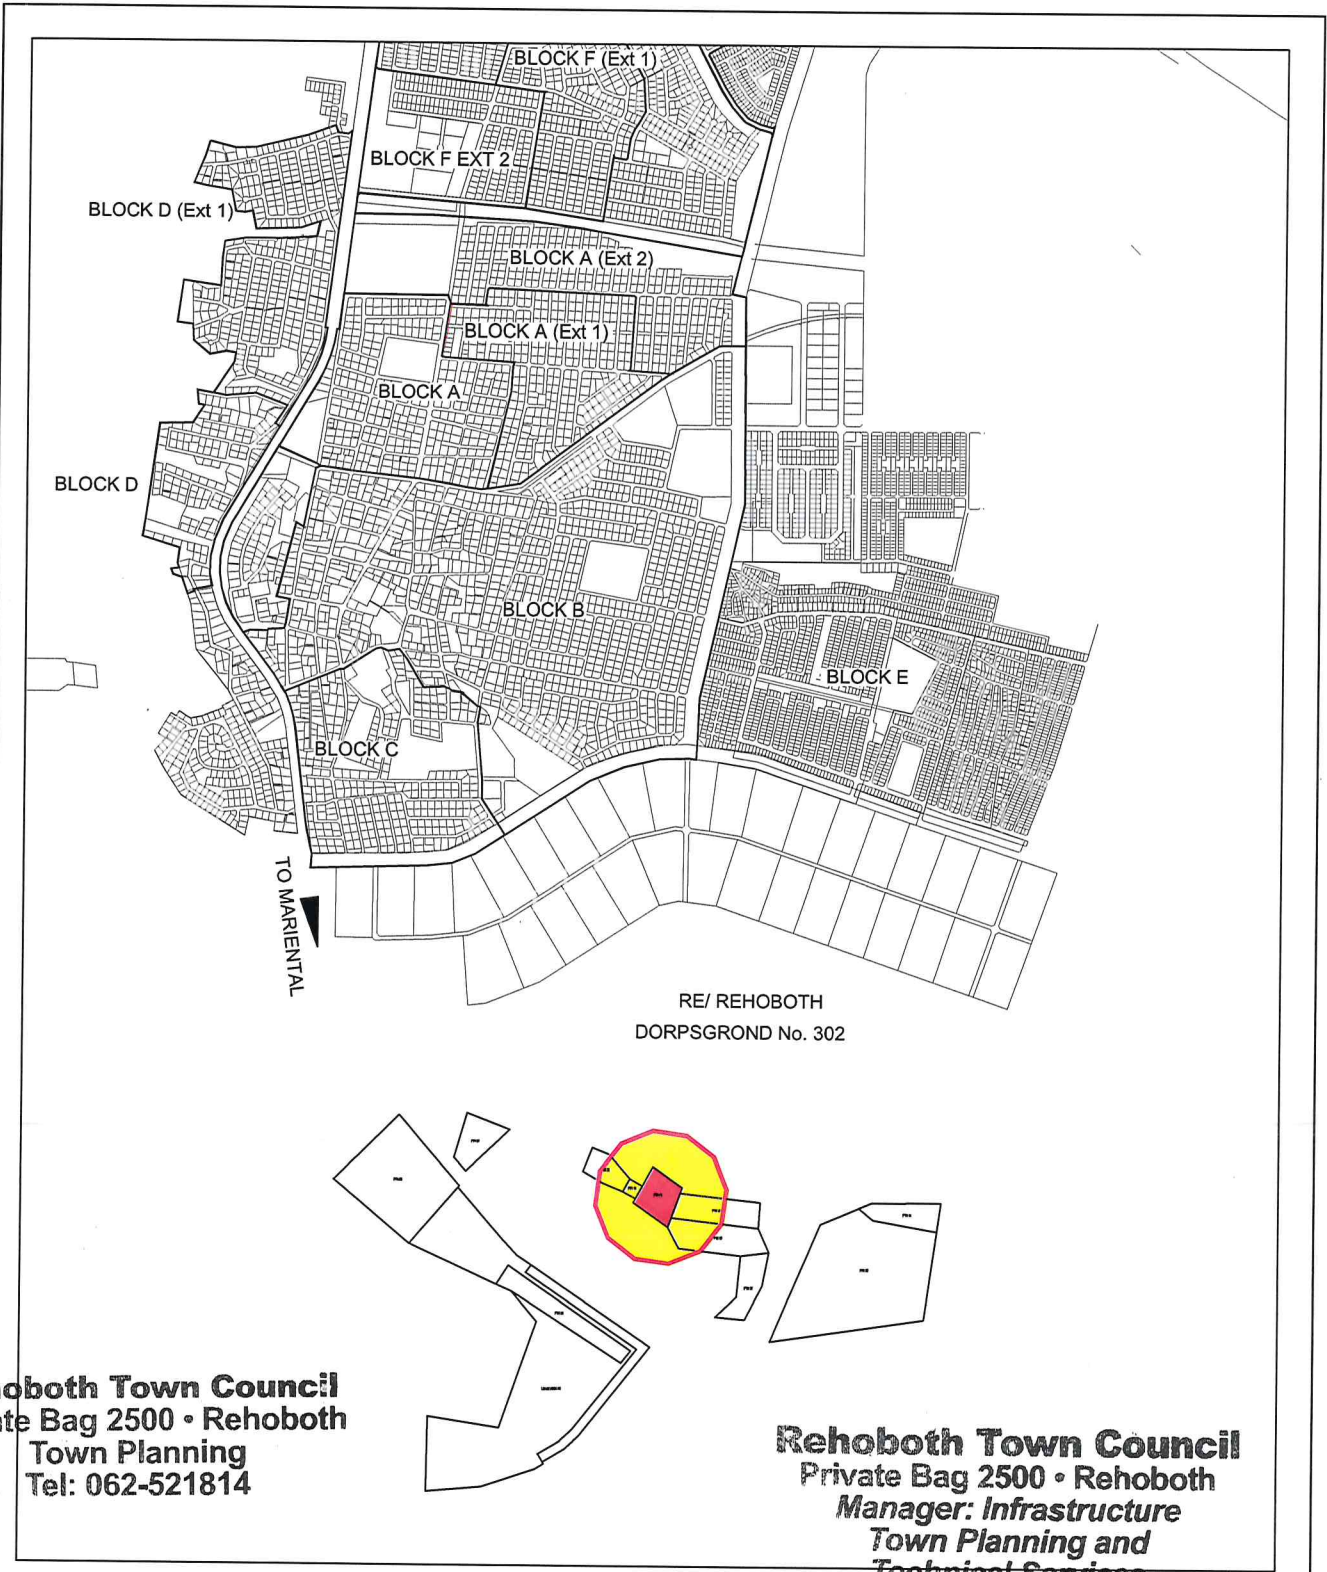 BLOCK F (Ext 1)
BLOCK F EXT 2
BLOCK D (Ext 1)
BLOCK A (Ext 2)
BLOCK A (Ext 1)
BLOCK A
BLOCK D
BLOCK B
BLOCK E
BLOCK C
TO MARIENTAL
RE/ REHOBOTH
DORPSGROND No. 302
oboth Town Council
te Bag 2500 • Rehoboth
Town Planning
Tel: 062-521814
Rehoboth Town Council
Private Bag 2500 • Rehoboth
Manager: Infrastructure
Town Planning and
Technical Services